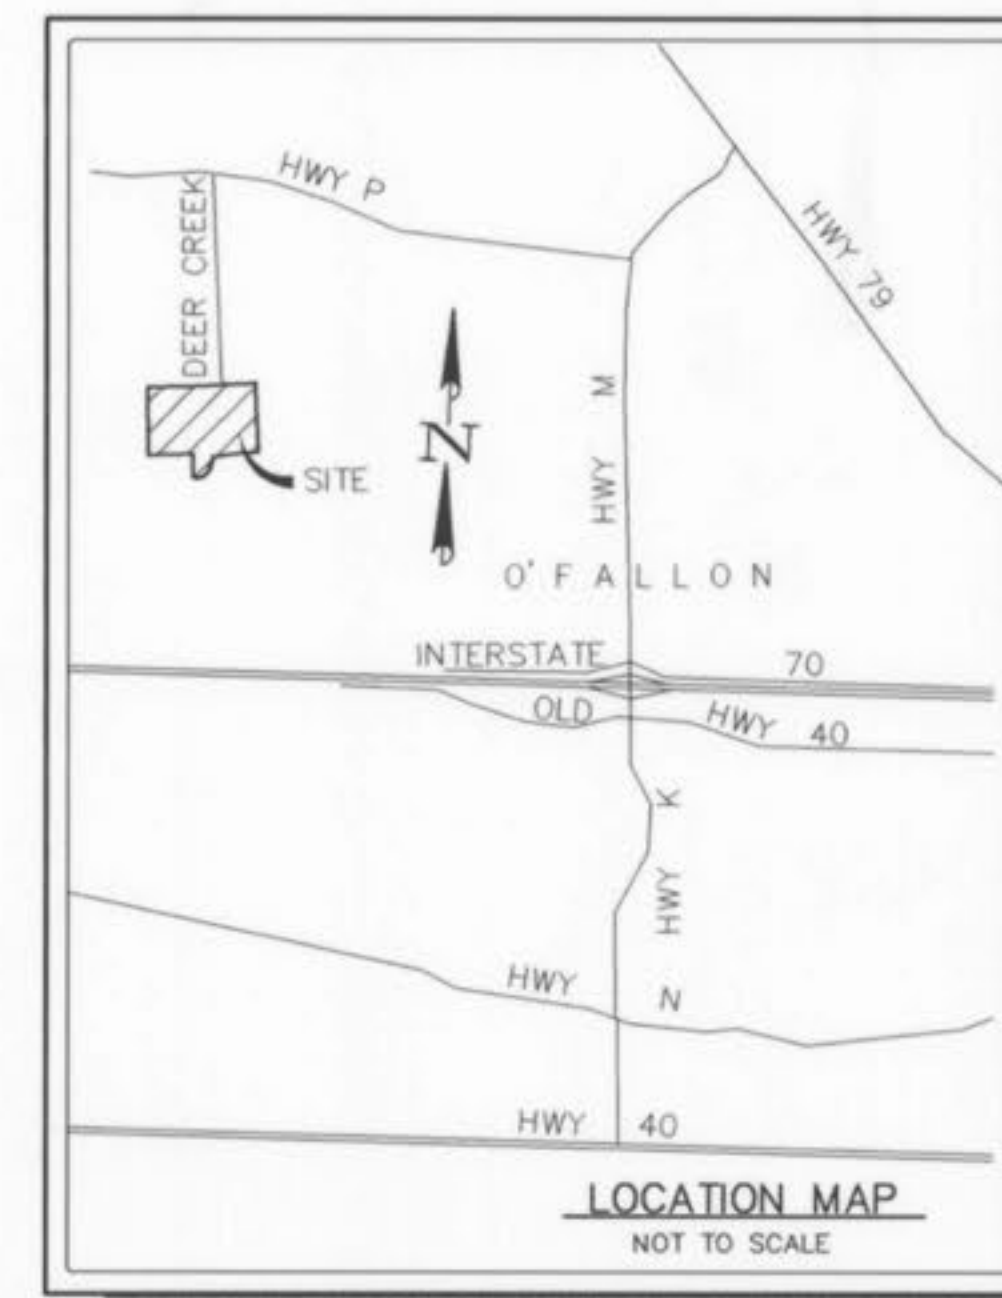 HWY P
HWY 79
DEER CREEK
HWY M
N
SITE
O'FALLON
INTERSTATE 70
OLD HWY 40
HWY K
HWY N
HWY 40
LOCATION MAP
NOT TO SCALE